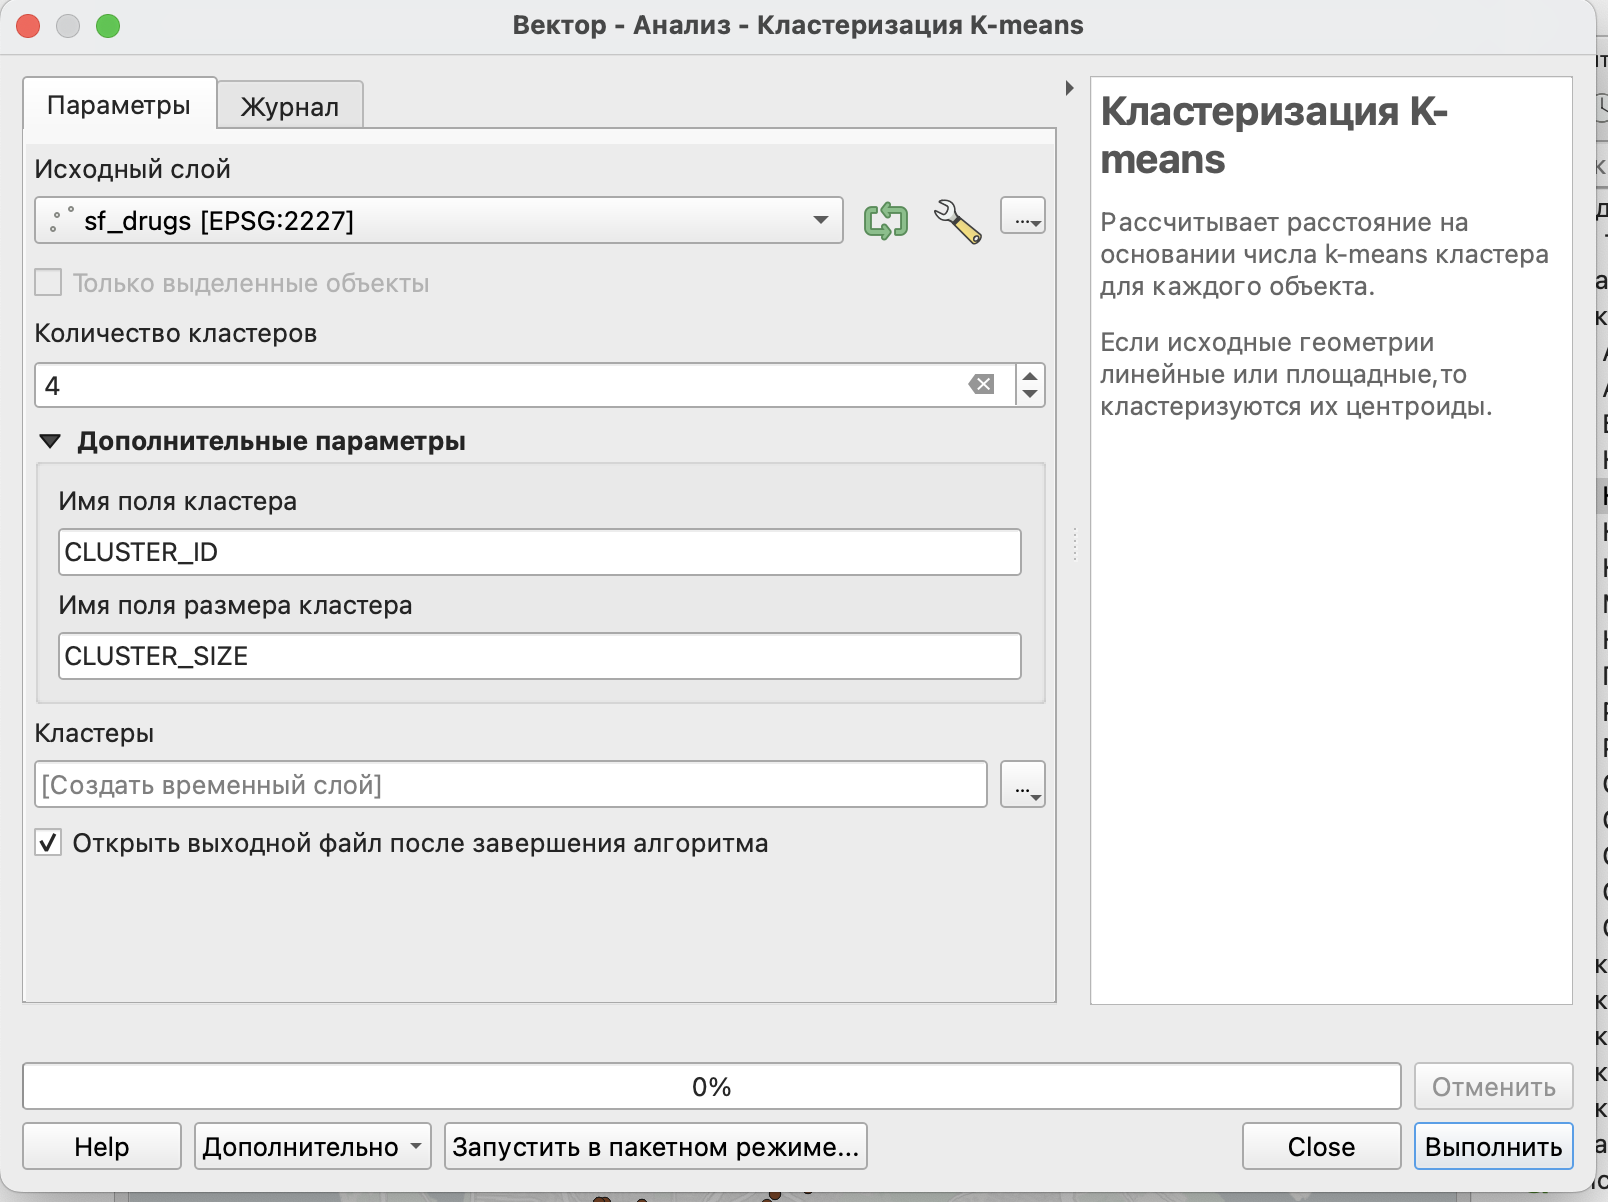 Вектор - Анализ - Кластеризация K-means
Параметры
Журнал
Исходный слой
sf_drugs [EPSG:2227]
...
Только выделенные объекты
Количество кластеров
4
Дополнительные параметры
Имя поля кластера
CLUSTER_ID
Имя поля размера кластера
CLUSTER_SIZE
Кластеры
[Создать временный слой]
...
Открыть выходной файл после завершения алгоритма
Кластеризация K-
means
Рассчитывает расстояние на
основании числа k-means кластера
для каждого объекта.
Если исходные геометрии
линейные или площадные,то
кластеризуются их центроиды.
0%
Отменить
Help
Дополнительно
Запустить в пакетном режиме...
Close
Выполнить